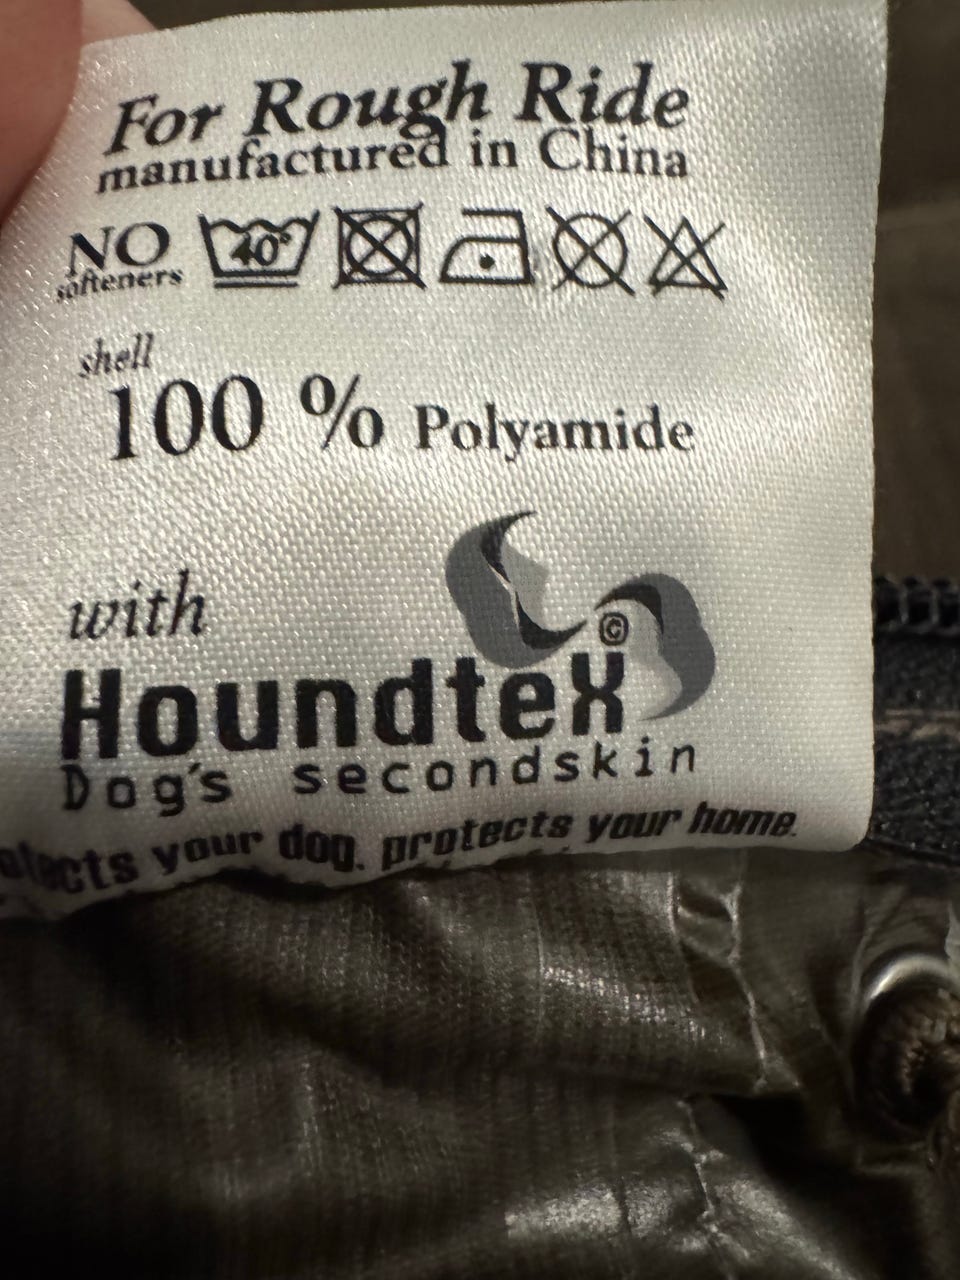 For Rough Ride
manufactured in China
NO
softeners
40°
shell
100 % Polyamide
with
©
Houndtex
Dog's secondskin
your dog. protects your home.